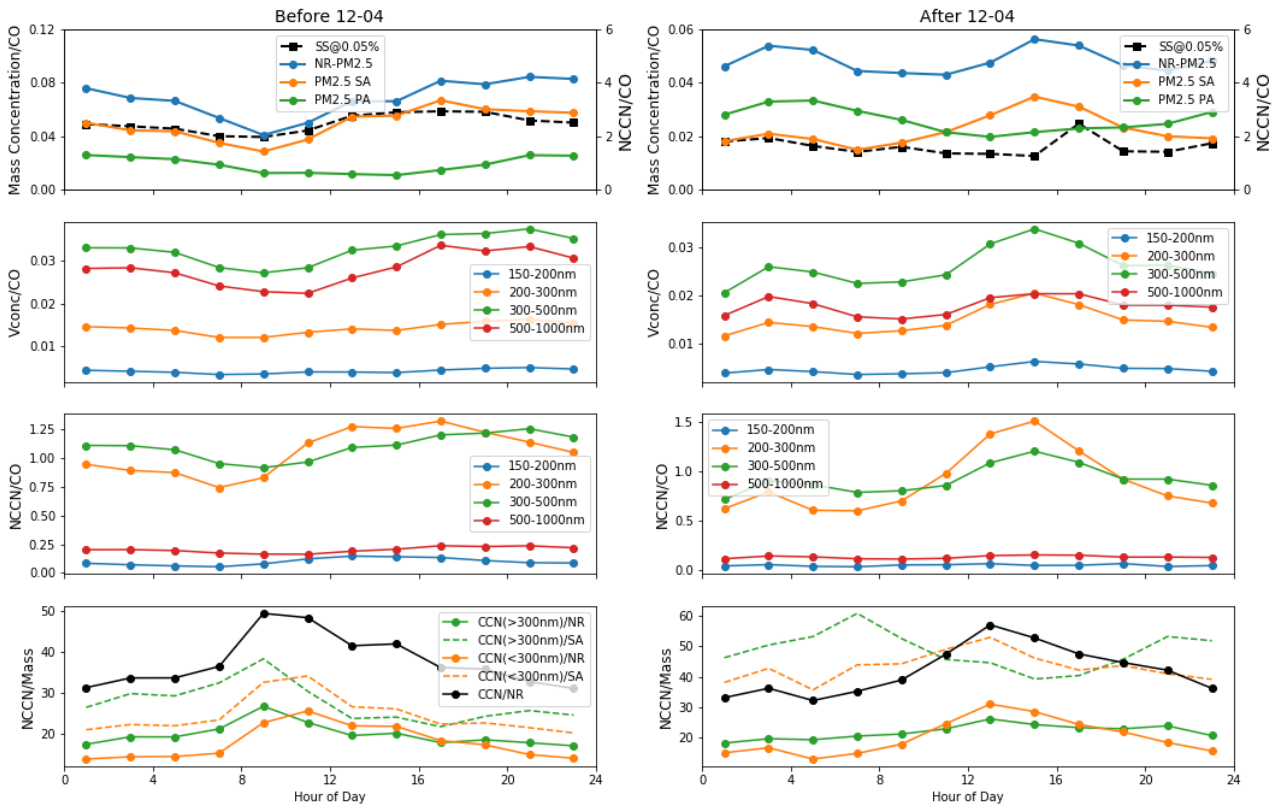 Before 12-04
After 12-04
Mass Concentration/CO
0.12
0.08
0.04
0.00
SS@0.05%
NR-PM2.5
PM2.5 SA
PM2.5 PA
6
4
2
0
NCCN/CO
Mass Concentration/CO
0.06
0.04
0.02
0.00
SS@0.05%
NR-PM2.5
PM2.5 SA
PM2.5 PA
6
4
2
0
NCCN/CO
Vconc/CO
0.03
0.02
0.01
150-200nm
200-300nm
300-500nm
500-1000nm
Vconc/CO
0.03
0.02
0.01
150-200nm
200-300nm
300-500nm
500-1000nm
NCCN/CO
1.25
1.00
0.75
0.50
0.25
0.00
150-200nm
200-300nm
300-500nm
500-1000nm
NCCN/CO
1.5
1.0
0.5
0.0
150-200nm
200-300nm
300-500nm
500-1000nm
NCCN/Mass
50
40
30
20
CCN(>300nm)/NR
CCN(>300nm)/SA
CCN(<300nm)/NR
CCN(<300nm)/SA
CCN/NR
0 4 8 12 16 20 24
Hour of Day
NCCN/Mass
60
50
40
30
20
0 4 8 12 16 20 24
Hour of Day